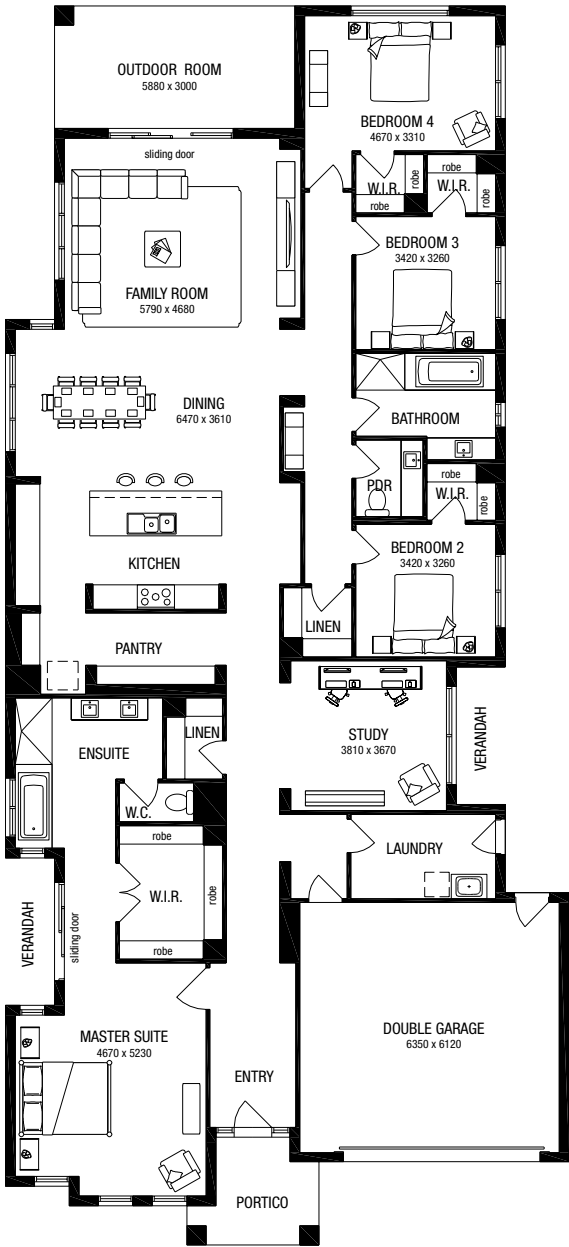 OUTDOOR ROOM
5880 x 3000
BEDROOM 4
4670 x 3310
sliding door
W.I.R.
robe
robe
robe
W.I.R.
robe
BEDROOM 3
3420 x 3260
FAMILY ROOM
5790 x 4680
DINING
6470 x 3610
BATHROOM
PDR
robe
W.I.R.
robe
KITCHEN
BEDROOM 2
3420 x 3260
LINEN
PANTRY
LINEN
ENSUITE
STUDY
3810 x 3670
VERANDAH
W.C.
robe
W.I.R.
robe
robe
LAUNDRY
VERANDAH
sliding door
MASTER SUITE
4670 x 5230
DOUBLE GARAGE
6350 x 6120
ENTRY
PORTICO